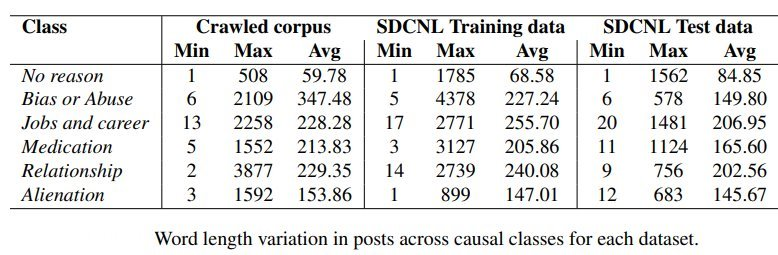 Class Crawled corpus SDCNL Training data SDCNL Test data
Min Max Avg Min Max Avg Min Max Avg
No reason 1 508 59.78 1 1785 68.58 1 1562 84.85
Bias or Abuse 6 2109 347.48 5 4378 227.24 6 578 149.80
Jobs and career 13 2258 228.28 17 2771 255.70 20 1481 206.95
Medication 5 1552 213.83 3 3127 205.86 11 1124 165.60
Relationship 2 3877 229.35 14 2739 240.08 9 756 202.56
Alienation 3 1592 153.86 1 899 147.01 12 683 145.67
Word length variation in posts across causal classes for each dataset.